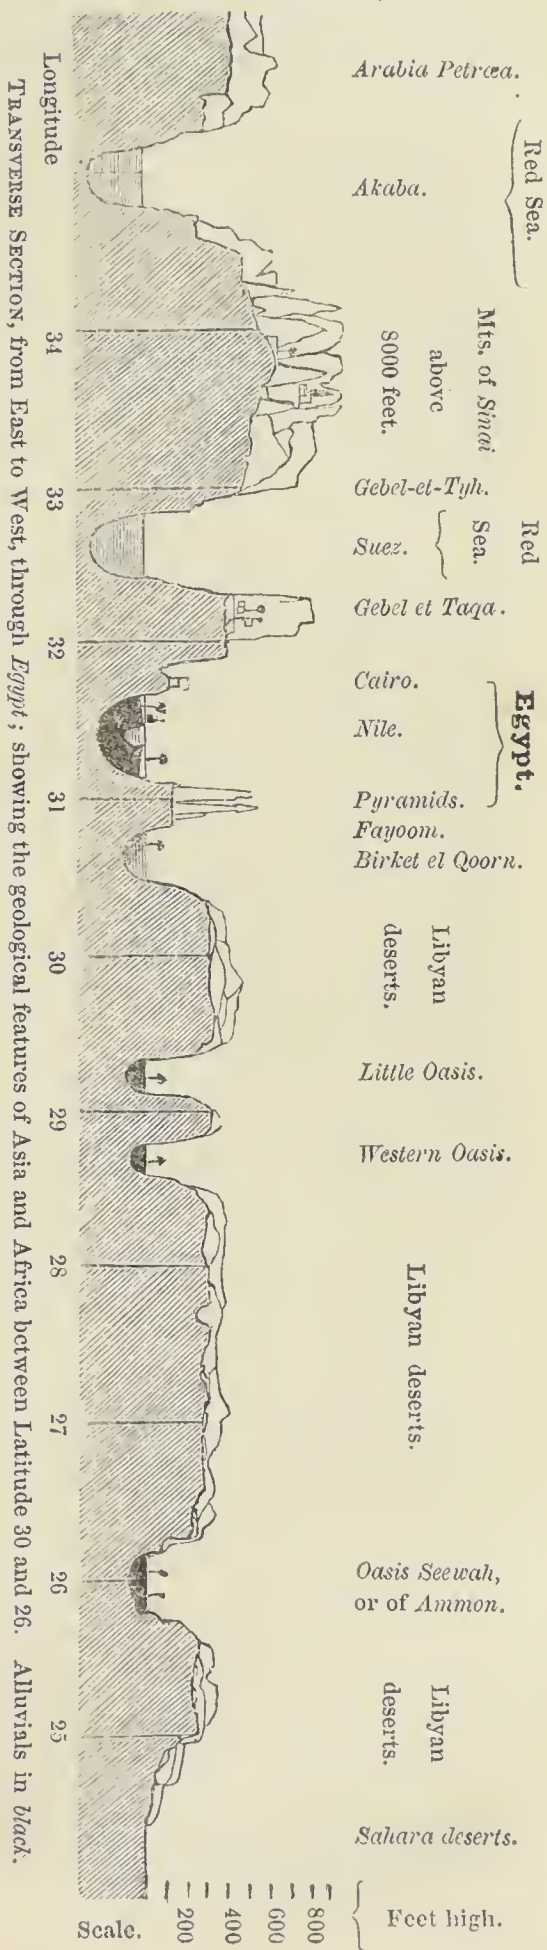 Arabia Petræa.
Red Sea.
Akaba.
Mts. of Sinai
above
8000 feet.
Gebel-et-Tyh.
Red
Sea.
Suez.
Gebel et Taqa.
Egypt.
Cairo.
Nile.
Pyramids.
Fayoom.
Birket el Qoorn.
Libyan
deserts.
Little Oasis.
Western Oasis.
Libyan deserts.
Oasis Seewah,
or of Ammon.
Libyan
deserts.
Sahara deserts.
Feet high.
200 400 600 800
Scale.
Longitude 34 33 32 31 30 29 28 27 26 25
TRANSVERSE SECTION, from East to West, through Egypt; showing the geological features of Asia and Africa between Latitude 30 and 26. Alluvials in black.